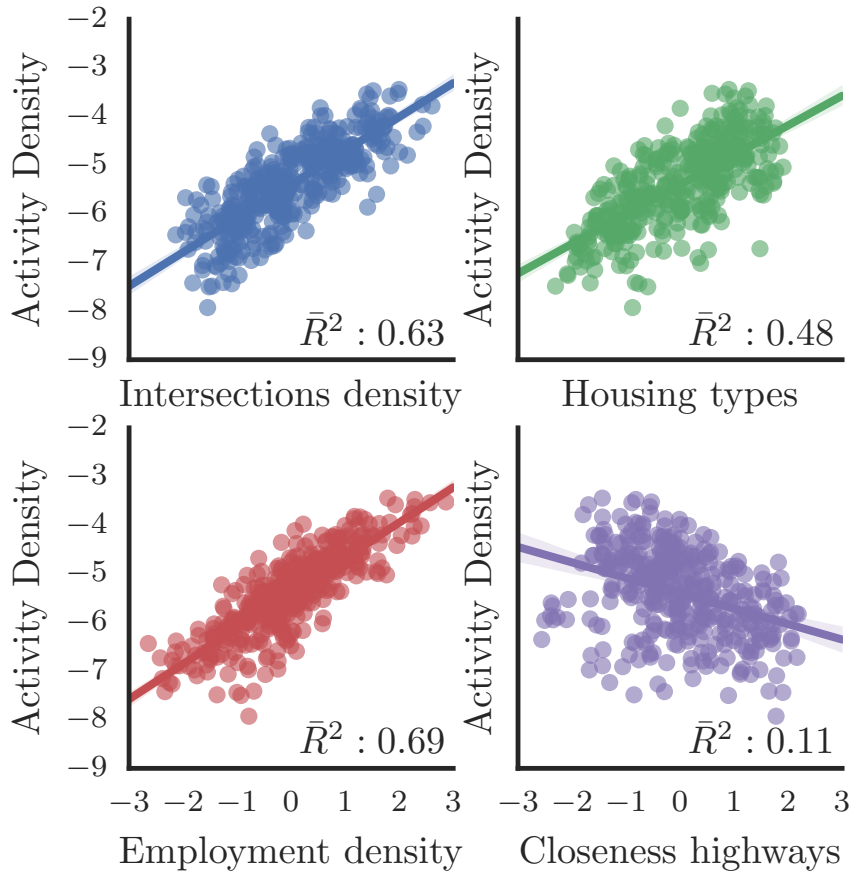 −2
−3
−4
−5
−6
−7
−8
−9
Activity Density
R̄² : 0.63
Intersections density
Activity Density
R̄² : 0.48
Housing types
−2
−3
−4
−5
−6
−7
−8
−9
Activity Density
R̄² : 0.69
−3 −2 −1 0 1 2 3
Employment density
Activity Density
R̄² : 0.11
−3 −2 −1 0 1 2 3
Closeness highways